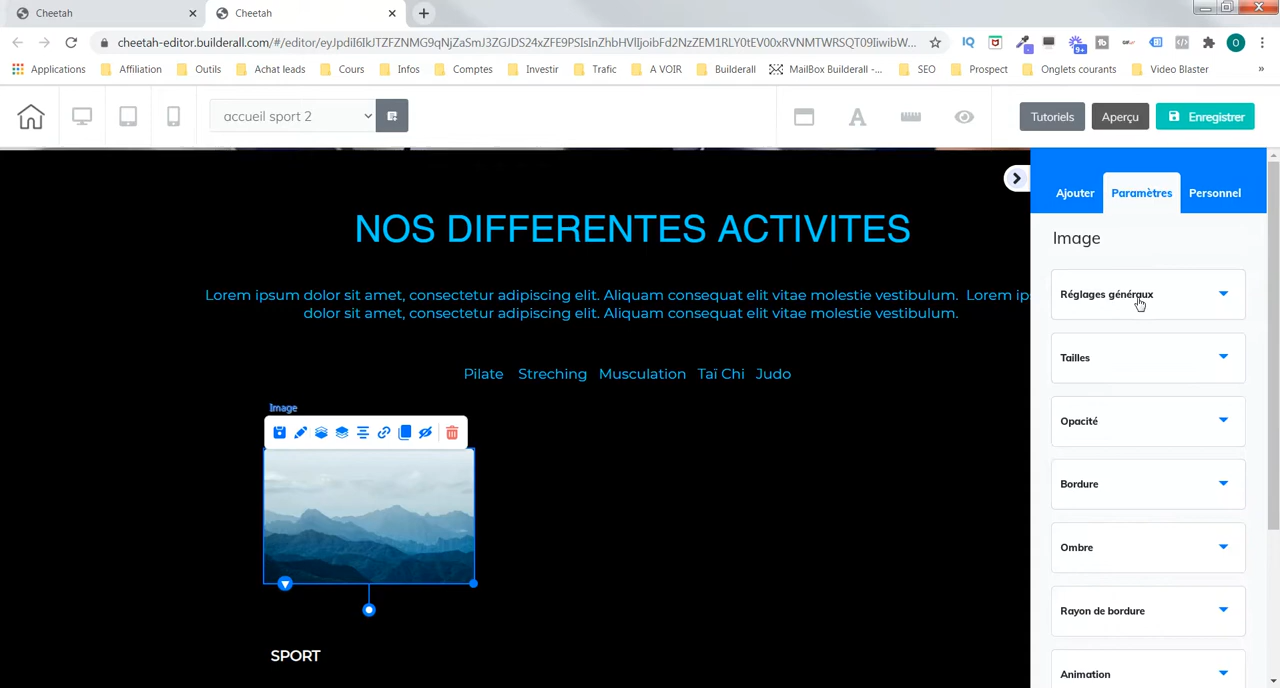 Cheetah
Cheetah
cheetah-editor.builderall.com/#/editor/eyJpdiI6IkJTZFZNMG9qNjZaSmJ3ZGJDS24xZFE9PSIsInZhbHVlIjoibFd2NzZEM1RLY0tEV00xRVNMTWRSQT09IiwibW...
Applications
Affiliation
Outils
Achat leads
Cours
Infos
Comptes
Investir
Trafic
A VOIR
Builderall
MailBox Builderall -...
SEO
Prospect
Onglets courants
Video Blaster
»
accueil sport 2
Tutoriels
Aperçu
Enregistrer
Ajouter
Paramètres
Personnel
NOS DIFFERENTES ACTIVITES
Lorem ipsum dolor sit amet, consectetur adipiscing elit. Aliquam consequat elit vitae molestie vestibulum. Lorem ip
dolor sit amet, consectetur adipiscing elit. Aliquam consequat elit vitae molestie vestibulum.
Pilate Streching Musculation Taï Chi Judo
Image
SPORT
Image
Réglages généraux
Tailles
Opacité
Bordure
Ombre
Rayon de bordure
Animation